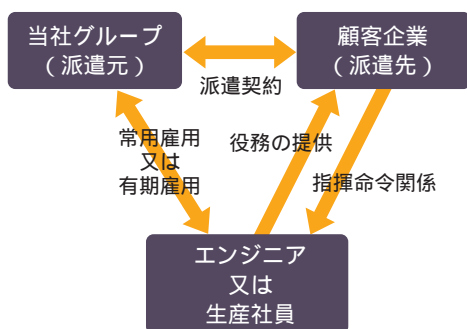 当社グループ
（派遣元）
顧客企業
（派遣先）
派遣契約
常用雇用
又は
有期雇用
役務の提供
指揮命令関係
エンジニア
又は
生産社員